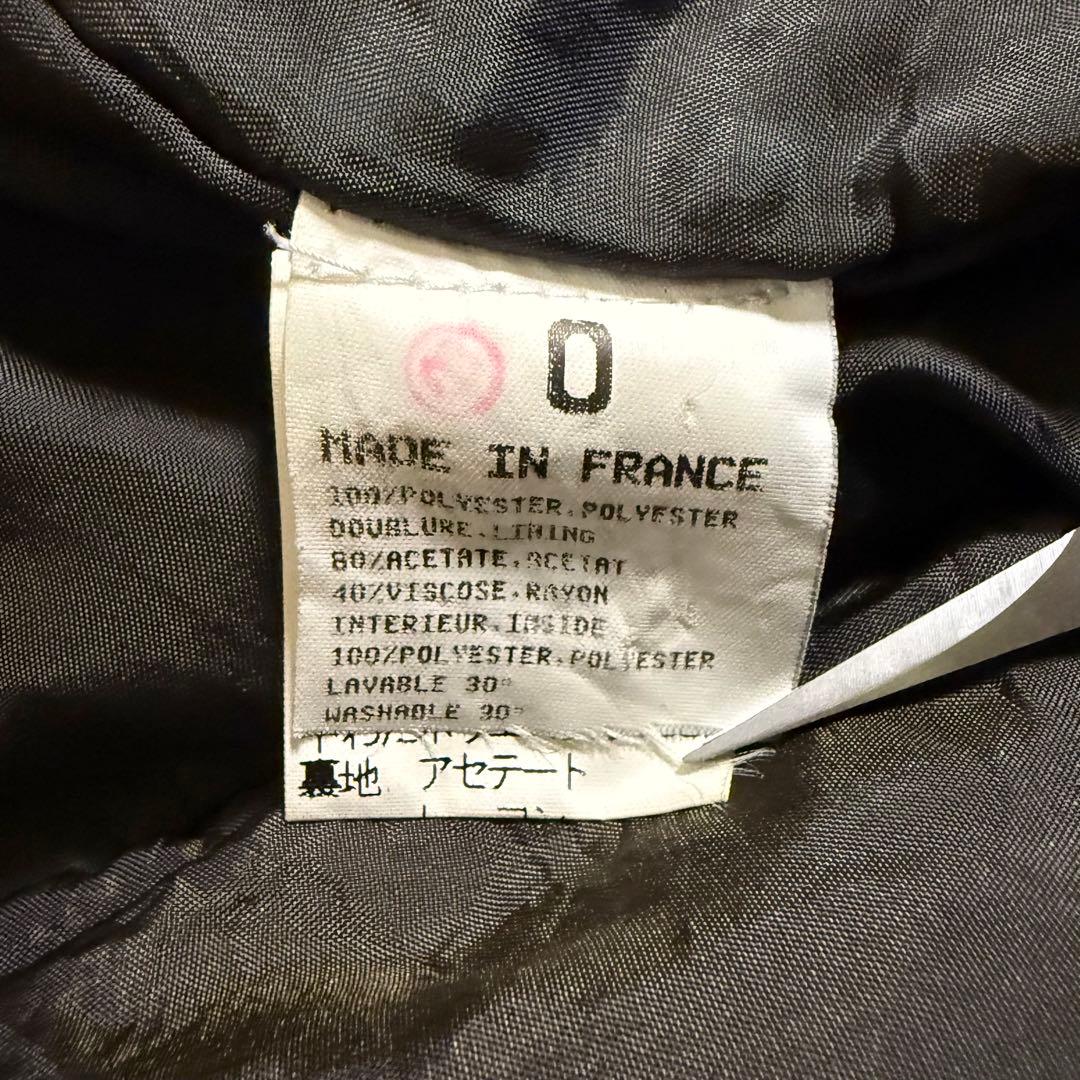 0
MADE IN FRANCE
100%POLYESTER.POLYESTER
DOUBLURE.LINING
80%ACETATE.ACETAT
40%VISCOSE.RAYON
INTERIEUR.INSIDE
100%POLYESTER.POLYESTER
LAVABLE 30°
WASHABLE 30°
裏地 アセテート